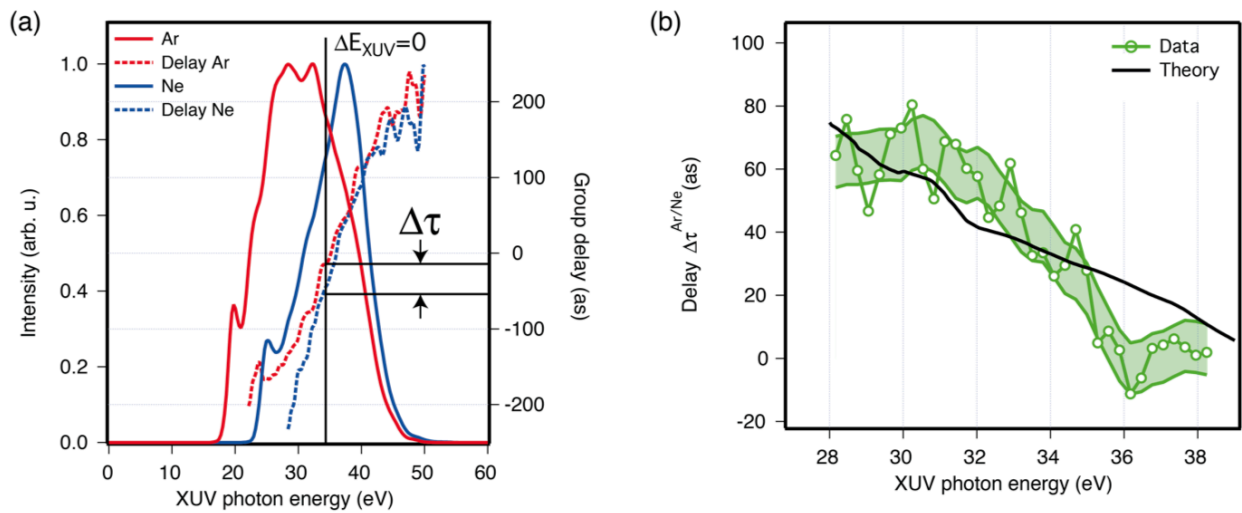 (a)
Ar
Delay Ar
Ne
Delay Ne
ΔE_XUV=0
Δτ
Intensity (arb. u.)
1.0
0.8
0.6
0.4
0.2
0.0
Group delay (as)
200
100
0
-100
-200
0 10 20 30 40 50 60
XUV photon energy (eV)
(b)
Data
Theory
Delay Δτ^Ar/Ne (as)
100
80
60
40
20
0
-20
28 30 32 34 36 38
XUV photon energy (eV)